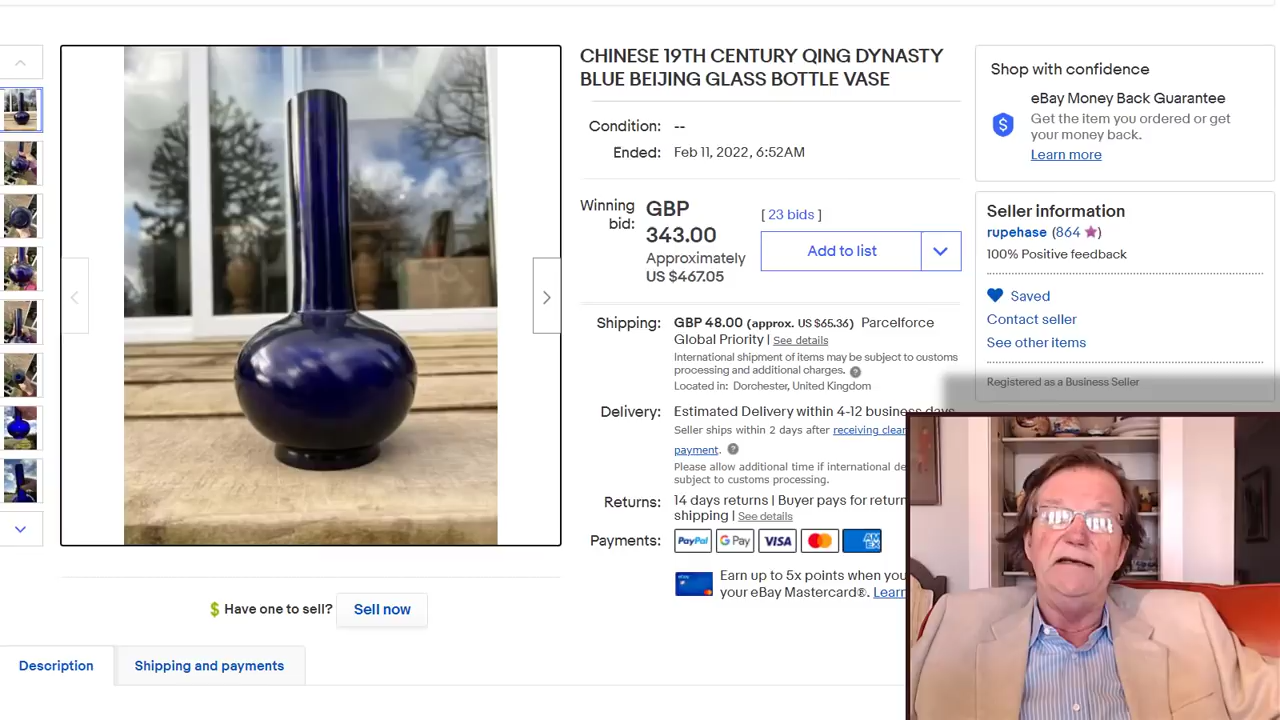 CHINESE 19TH CENTURY QING DYNASTY
BLUE BEIJING GLASS BOTTLE VASE
Condition: --
Ended: Feb 11, 2022, 6:52AM
Winning
bid:
GBP
343.00
Approximately
US $467.05
[ 23 bids ]
Add to list
Shipping: GBP 48.00 (approx. US $65.36) Parcelforce
Global Priority | See details
International shipment of items may be subject to customs
processing and additional charges.
Located in: Dorchester, United Kingdom
Delivery: Estimated Delivery within 4-12 business days
Seller ships within 2 days after receiving clear
payment.
Please allow additional time if international de
subject to customs processing.
Returns: 14 days returns | Buyer pays for return
shipping | See details
Payments: PayPal G Pay VISA AM EX
Earn up to 5x points when you
your eBay Mastercard®. Learn
Shop with confidence
eBay Money Back Guarantee
Get the item you ordered or get
your money back.
Learn more
Seller information
rupehase (864)
100% Positive feedback
Saved
Contact seller
See other items
Registered as a Business Seller
Have one to sell? Sell now
Description
Shipping and payments